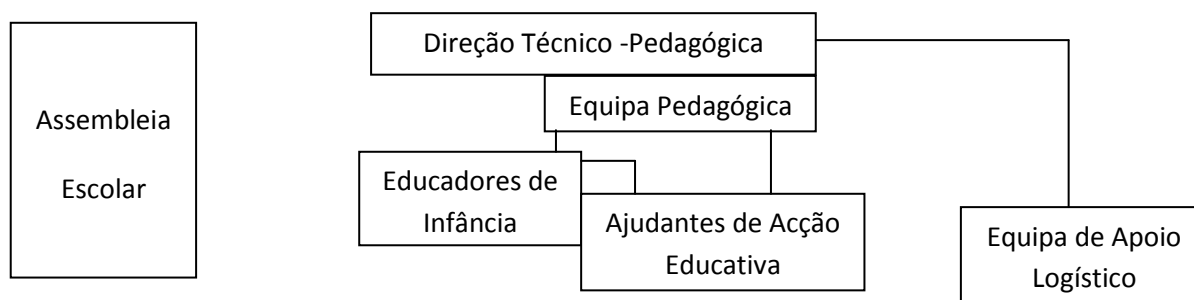 Assembleia
Escolar
Direção Técnico -Pedagógica
Equipa Pedagógica
Educadores de
Infância
Ajudantes de Acção
Educativa
Equipa de Apoio
Logístico